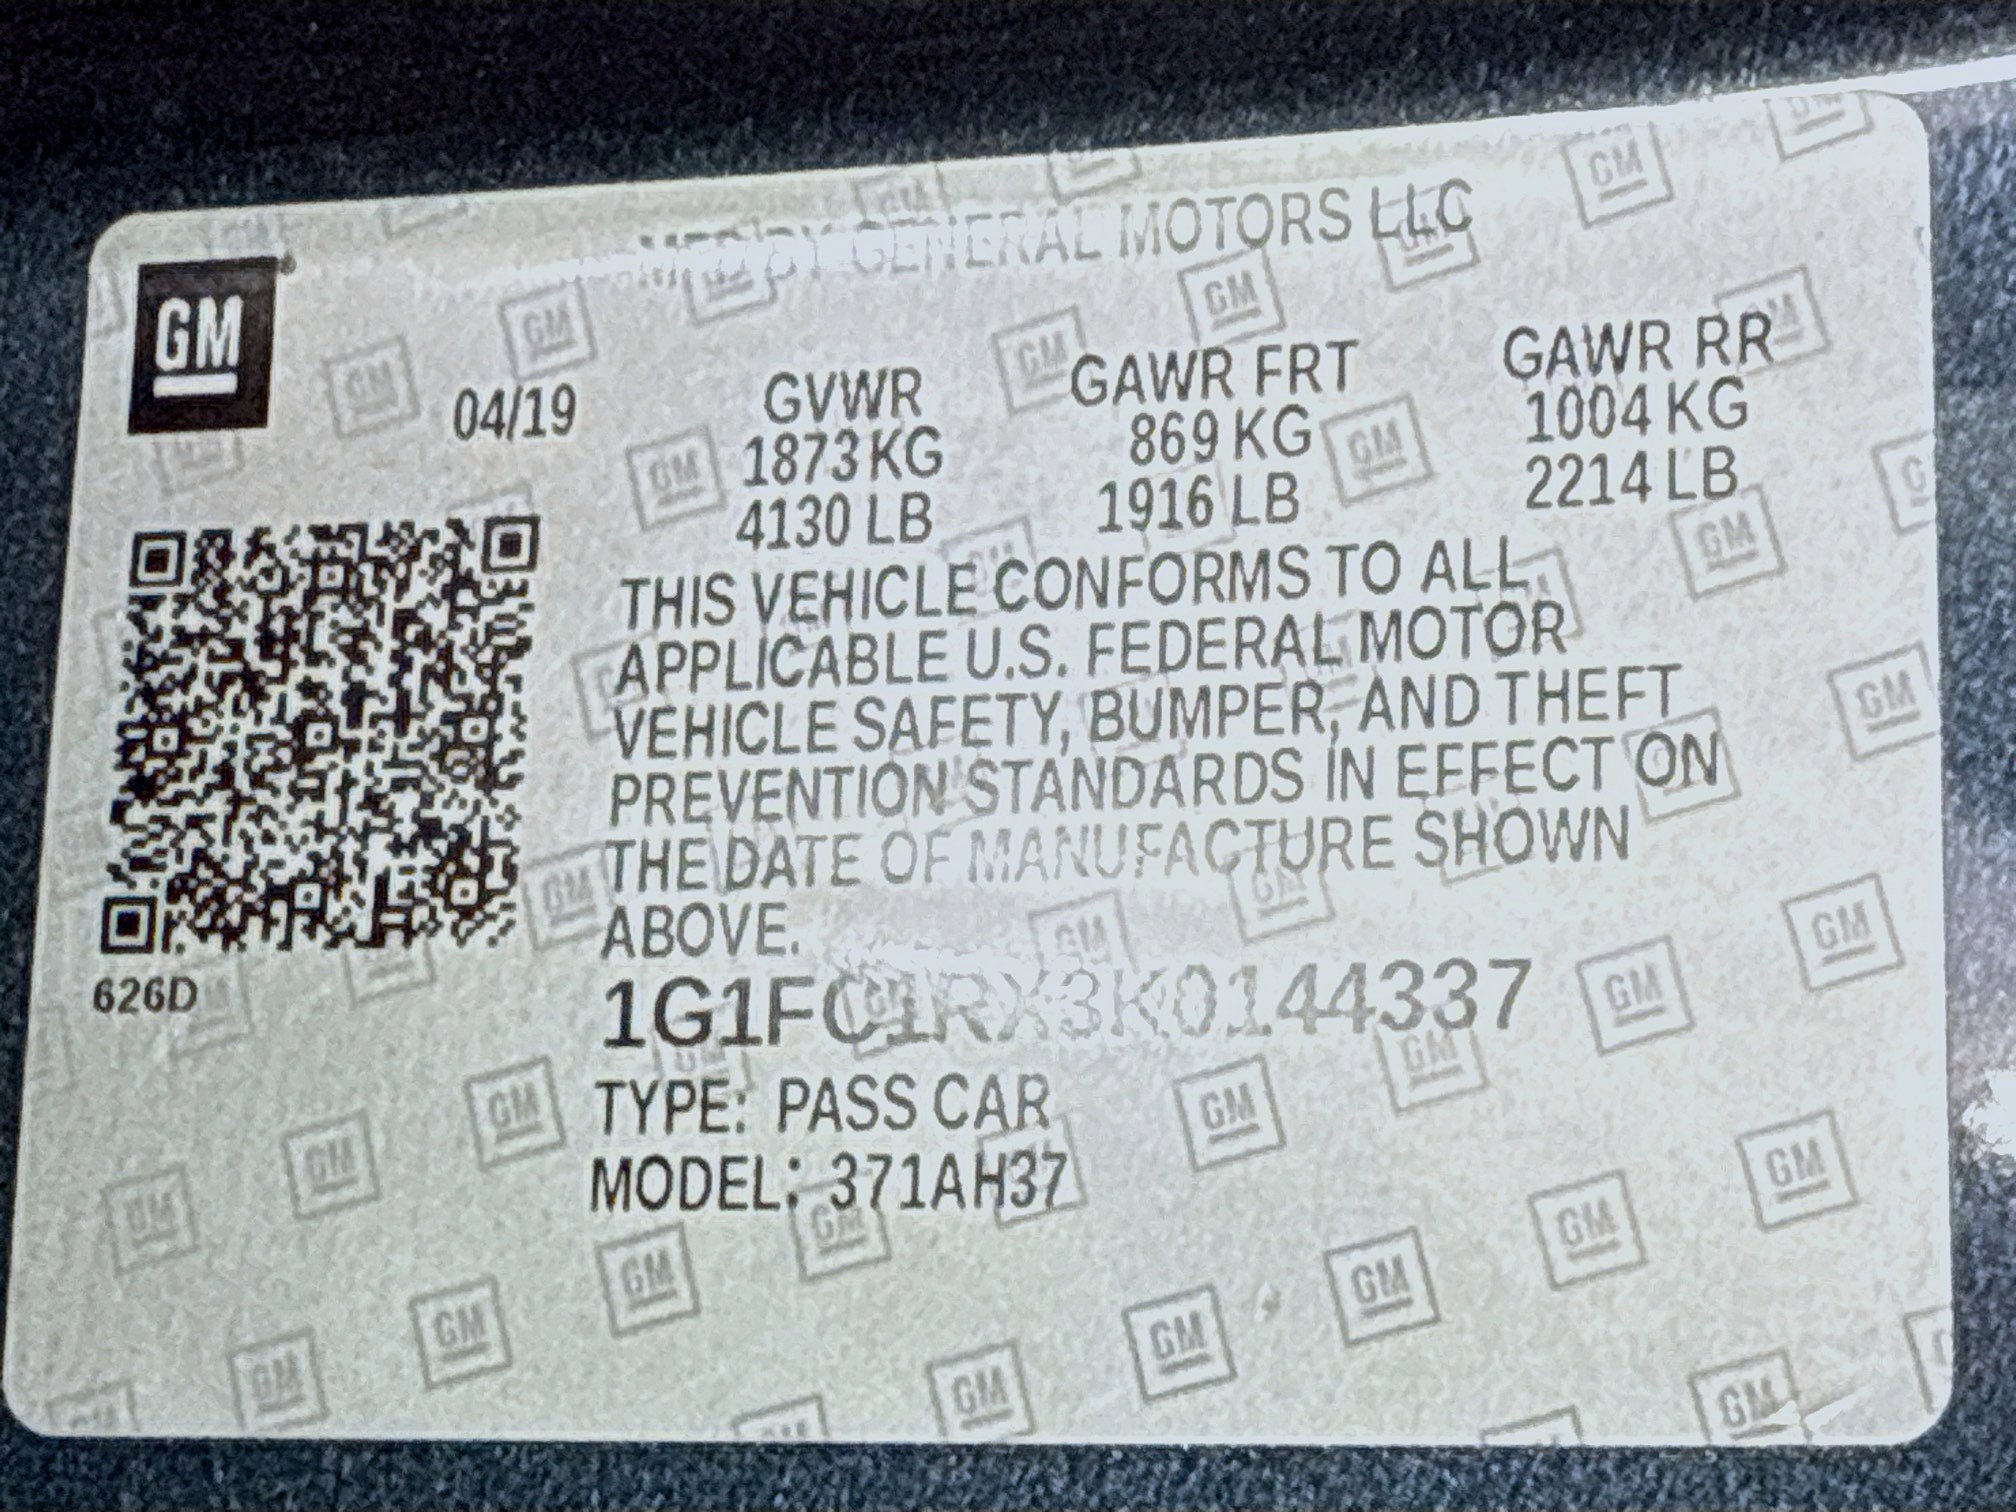 MFD BY GENERAL MOTORS LLC
GM
04/19
GVWR
1873 KG
4130 LB
GAWR FRT
869 KG
1916 LB
GAWR RR
1004 KG
2214 LB
THIS VEHICLE CONFORMS TO ALL
APPLICABLE U.S. FEDERAL MOTOR
VEHICLE SAFETY, BUMPER, AND THEFT
PREVENTION STANDARDS IN EFFECT ON
THE DATE OF MANUFACTURE SHOWN
ABOVE.
626D
1G1FC1RX3K0144337
TYPE: PASS CAR
MODEL: 371AH37